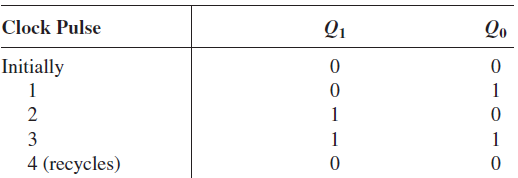 Clock Pulse Q1 Q0
Initially 0 0
1 0 1
2 1 0
3 1 1
4 (recycles) 0 0